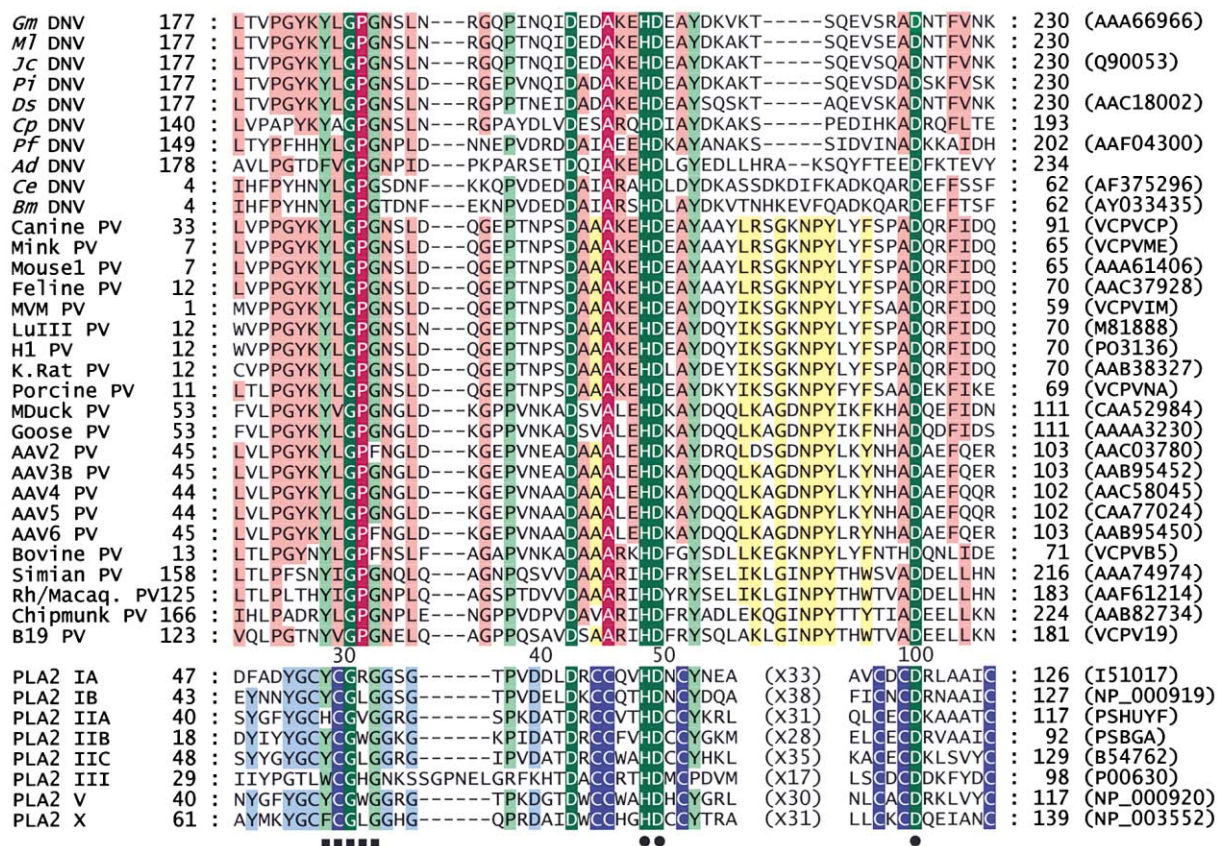 Gm DNV 177 : LTVPGYKYLGPGNSLN---RGQPINQIDEDAKEHDEAYDKVKT-----SQEVSRADNTFVNK : 230 (AAA66966)
Ml DNV 177 : LTVPGYKYLGPGNSLN---RGQPTNQIDEDAKEHDEAYDKAKT-----SQEVSEADNTFVNK : 230
Jc DNV 177 : LTVPGYKYLGPGNSLN---RGQPTNQIDEDAKEHDEAYDKAKT-----SQEVSQADNTFVNK : 230 (Q90053)
Pi DNV 177 : LTVPGYKYLGPGNSLN---RGEPVNQIDADAKEHDEAYDKAKT-----SQEVSDADSKFVSK : 230
Ds DNV 177 : LTVPGYKYLGPGNSLN---RGPPTNEIDADAKEHDEAYSQSKT-----AQEVSKADNTFVNK : 230 (AAC18002)
Cp DNV 140 : LVPAPYKYAGPGNSLN---RGPAYDLVDESARQHDIAYDKAKS-----PEDIHKADRQFLTE : 193
Pf DNV 149 : LTYPFHHYLGPGNPLD---NNEPVDRDDAIAEEHDKAYANAKS-----SIDVINADKKAIDH : 202 (AAF04300)
Ad DNV 178 : AVLPGTDFVGPGNPID---PKPARSETDQIAKEHDLGYEDLLHRA---KSQYFTEEDFKTEVY : 234
Ce DNV 4 : IHFPYHNYLGPGSDNF---KKQPVDEDDAIARAHDLDYDKASSDKDIFKADKQARDEFFSSF : 62 (AF375296)
Bm DNV 4 : IHFPYHNYLGPGTDNF---EKNPVDEDDAIARSHDLAYDKVTNHKEVFQADKQARDEFFTSF : 62 (AY033435)
Canine PV 33 : LVPPGYKYLGPGNSLD---QGEPTNPSDAAAKEHDEAYAAYLRSGKNPYLYFSPADQRFIDQ : 91 (VCPVCP)
Mink PV 7 : LVPPGYKYLGPGNSLD---QGEPTNPSDAAAKEHDEAYAAYLRSGKNPYLYFSPADQRFIDQ : 65 (VCPVME)
Mouse1 PV 7 : LVPPGYKYLGPGNSLD---QGEPTNPSDAAAKEHDEAYAAYLRSGKNPYLYFSPADQRFIDQ : 65 (AAA61406)
Feline PV 12 : LVPPGYKYLGPGNSLD---QGEPTNPSDAAAKEHDEAYAAYLRSGKNPYLYFSPADQRFIDQ : 70 (AAC37928)
MVM PV 1 : MVPPGYKYLGPGNSLD---QGEPTNPSDAAAKEHDEAYDQYIKSGKNPYLYFSPADQRFIDQ : 59 (VCPVIM)
LuIII PV 12 : WVPPGYKYLGPGNSLD---QGEPTNPSDAAAKEHDEAYDQYIKSGKNPYLYFSPADQRFIDQ : 70 (M81888)
H1 PV 12 : WVPPGYKYLGPGNSLD---QGEPTNPSDAAAKEHDEAYDQYIKSGKNPYLYFSPADQRFIDQ : 70 (PO3136)
K.Rat PV 12 : CVPPGYKYLGPGNSLD---QGEPTNPSDAAAKEHDLAYDEYIKSGKNPYLYFSPADQRFIDQ : 70 (AAB38327)
Porcine PV 11 : LTLPGYKYLGPGNSLD---QGEPTNPSDAAAKEHDEAYDKYIKSGKNPYFYFSAADEKFIKE : 69 (VCPVNA)
MDuck PV 53 : FVLPGYKYVGPGNGLD---KGPPVNKADSVALEHDKAYDQQLKAGDNPYIKFKHADQEFIDN : 111 (CAA52984)
Goose PV 53 : FVLPGYKYLGPGNGLD---KGPPVNKADSVALEHDKAYDQQLKAGDNPYIKFNHADQDFIDS : 111 (AAAA3230)
AAV2 PV 45 : LVLPGYKYLGPFNGLD---KGEPVNEADAAALEHDKAYDRQLDSGDNPYLKYNHADAEFQER : 103 (AAC03780)
AAV3B PV 45 : LVLPGYKYLGPGNGLD---KGEPVNEADAAALEHDKAYDQQLKAGDNPYLKYNHADAEFQER : 103 (AAB95452)
AAV4 PV 44 : LVLPGYKYLGPGNGLD---KGEPVNAADAAALEHDKAYDQQLKAGDNPYLKYNHADAEFQQR : 102 (AAC58045)
AAV5 PV 44 : LVLPGYKYLGPGNGLD---KGEPVNAADAAALEHDKAYDQQLKAGDNPYLKYNHADAEFQQR : 102 (CAA77024)
AAV6 PV 45 : LVLPGYKYLGPFNGLD---KGEPVNAADAAALEHDKAYDQQLKAGDNPYLRYNHADAEFQER : 103 (AAB95450)
Bovine PV 13 : LTLPGYNYLGPFNSLF---AGAPVNKADAAARKHDFGYSDLLKEGKNPYLYFNTHDQNLIDE : 71 (VCPVB5)
Simian PV 158 : LTLPFSNYIGPGNQLQ---AGNPQSVVDAAARIHDFRYSELIKLGINPYTHWSVADDELLHN : 216 (AAA74974)
Rh/Macaq. PV125 : LTLPLTHYIGPGNPLQ---AGSPTDVVDAAARIHDYRYSELIKLGINPYTHWSVADDELLHN : 183 (AAF61214)
Chipmunk PV 166 : IHLPADRYLGPGNPLE---NGPPVDPVDAVARIHDFRYADLEKQGINPYTTYTIADEELLKN : 224 (AAB82734)
B19 PV 123 : VQLPGTNYVGPGNELQ---AGPPQSAVDSAARIHDFRYSQLAKLGINPYTHWTVADEELLKN : 181 (VCPV19)
30 40 50 100
PLA2 IA 47 : DFADYGCYCGRGGSG------TPVDDLDRCCQVHDNCYNEA (X33) AVCDCDRLAAIC : 126 (I51017)
PLA2 IB 43 : EYNNYGCYCGLGGSG------TPVDELDKCCQTHDNCYDQA (X38) FICNCDRNAAIC : 127 (NP_000919)
PLA2 IIA 40 : SYGFYGCHCGVGGRG------SPKDATDRCCVTHDCCYKRL (X31) QLCECDKAAATC : 117 (PSHUYF)
PLA2 IIB 18 : DYIYYGCYCGWGGKG------KPIDATDRCCFVHDCCYGKM (X28) ELCECDRVAAIC : 92 (PSBGA)
PLA2 IIC 48 : SYYGYGCYCGLGGRG------IPVDATDRCCWAHDCCYHKL (X35) KACECDKLSVYC : 129 (B54762)
PLA2 III 29 : IIYPGTLWCGHGNKSSGPNELGRFKHTDACCRTHDMCPDVM (X17) LSCDCDDKFYDC : 98 (P00630)
PLA2 V 40 : NYGFYGCYCGWGGRG------TPKDGTDWCCWAHDHCYGRL (X30) NLCACDRKLVYC : 117 (NP_000920)
PLA2 X 61 : AYMKYGCFCGLGGHG------QPRDAIDWCCHGHDCCYTRA (X31) LLCKCDQEIANC : 139 (NP_003552)